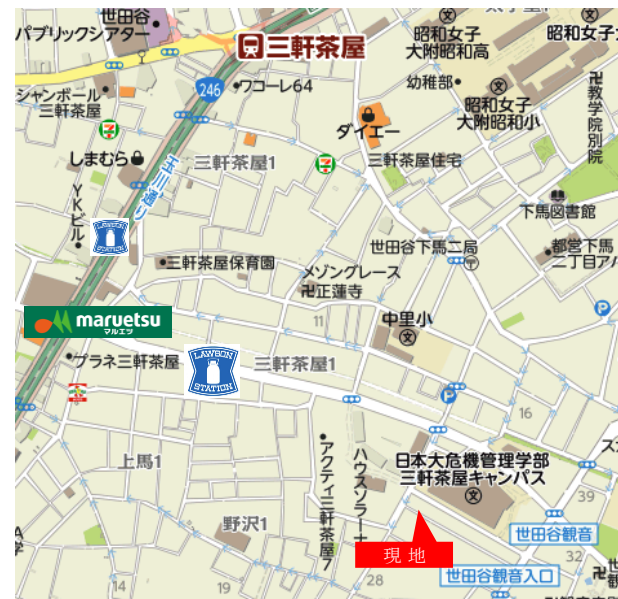 世田谷
パブリックシアター
三軒茶屋
昭和女子
大附昭和高
昭和女子
246
ワコーレ64
幼稚部
昭和女子
大附昭和小
卍教学院別院
シャンボール
三軒茶屋
ダイエー
しまむら
三軒茶屋1
三軒茶屋住宅
玉川通り
YKビル
下馬図書館
LAWSON
STATION
世田谷下馬二局
都営下馬
二丁目アパ
三軒茶屋保育園
メゾングレース
卍正蓮寺
P
maruetsu
マルエツ
11
中里小
プラネ三軒茶屋
LAWSON
STATION
三軒茶屋1
P
16
上馬1
アクティ三軒茶屋7
ハウスソラーナ
日本大危機管理学部
三軒茶屋キャンパス
39
野沢1
世田谷観音
現地
32
14
19
28
世田谷観音入口